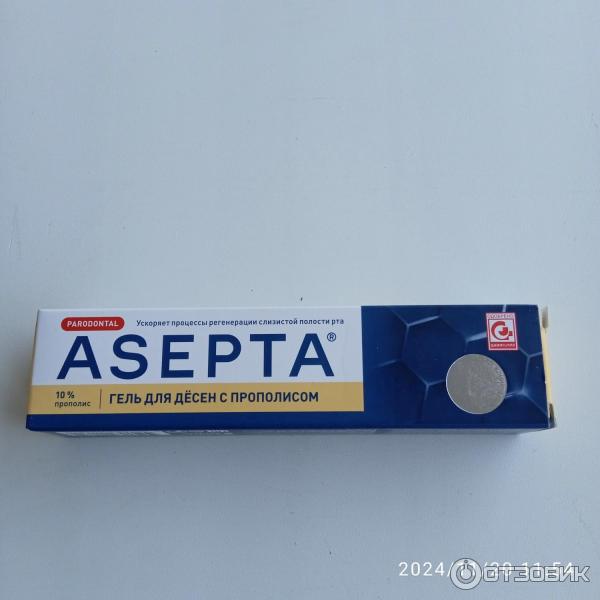 PARODONTAL
Ускоряет процессы регенерации слизистой полости рта
ASEPTA®
10 %
прополис
ГЕЛЬ ДЛЯ ДЁСЕН С ПРОПОЛИСОМ
ОТЗОВИК